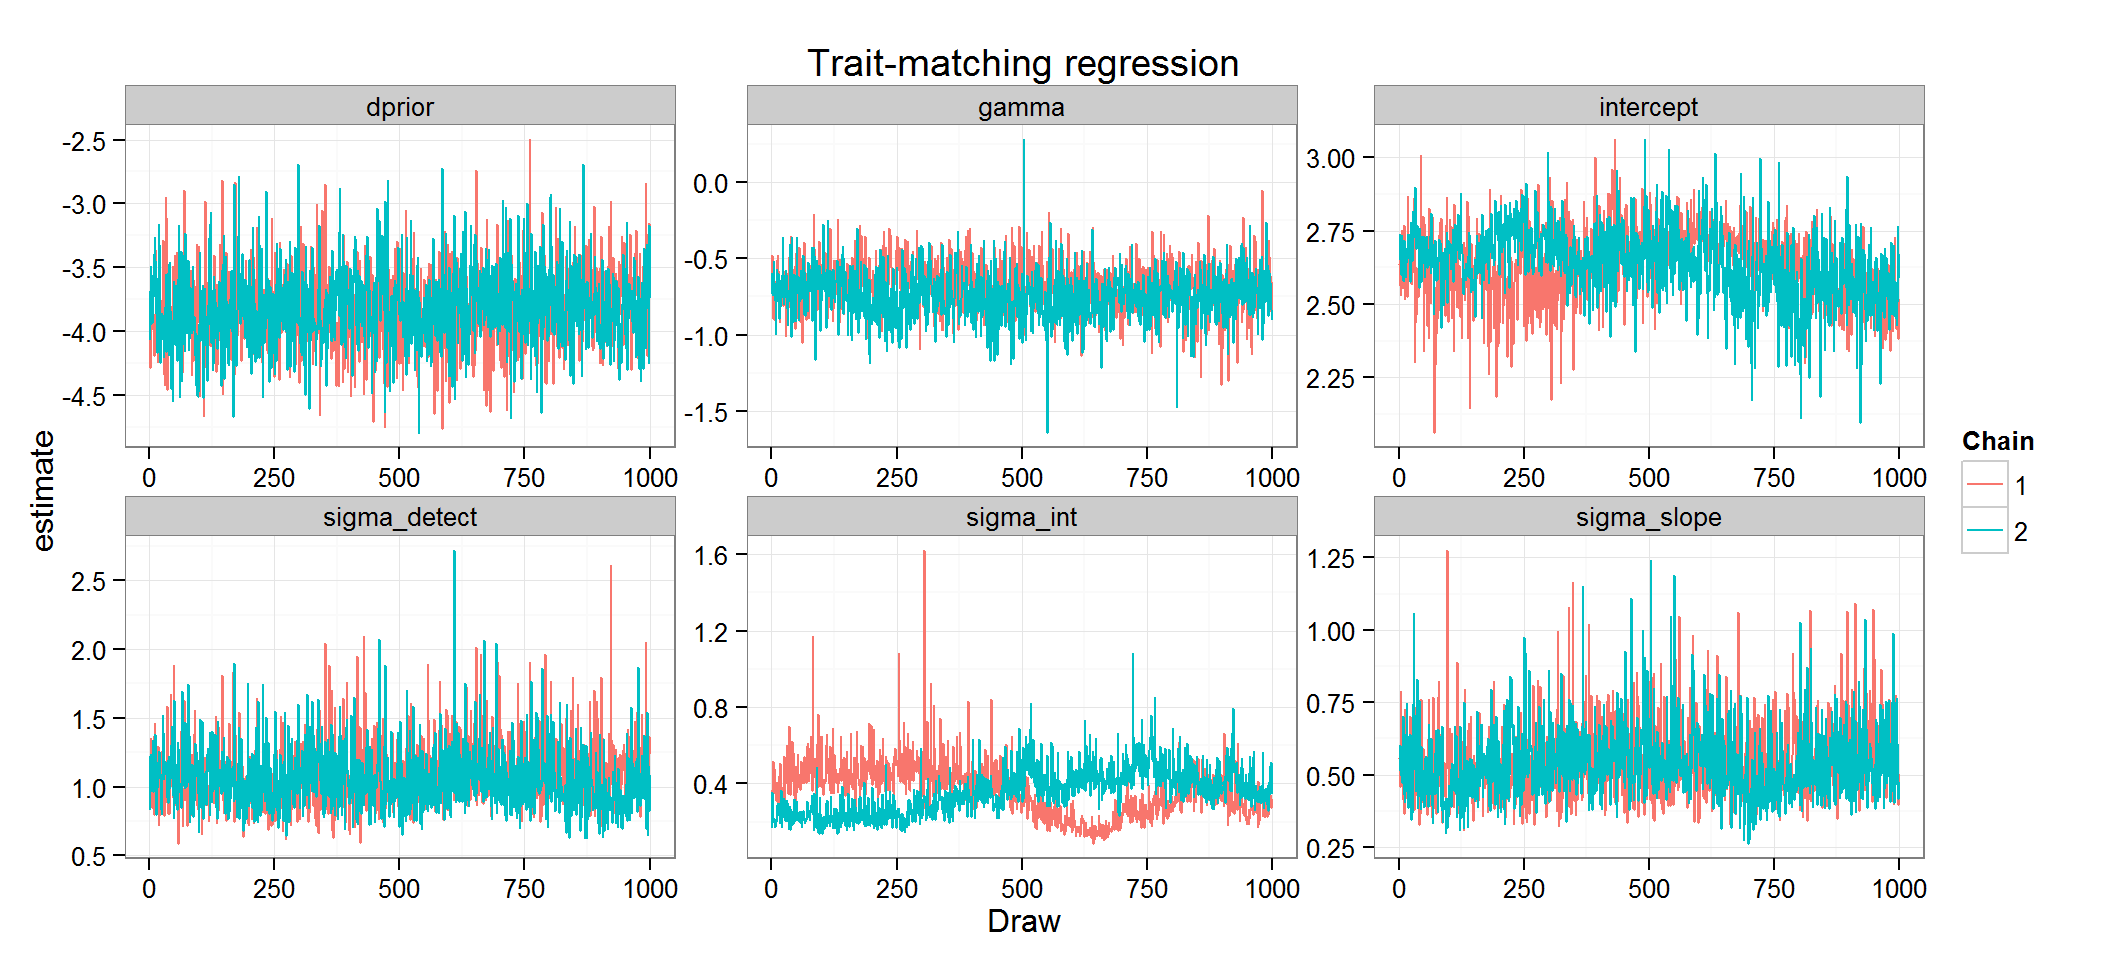 Trait-matching regression
dprior
gamma
intercept
-2.5
-3.0
-3.5
-4.0
-4.5
0 250 500 750 1000
0.0
-0.5
-1.0
-1.5
0 250 500 750 1000
3.00
2.75
2.50
2.25
0 250 500 750 1000
estimate
sigma_detect
sigma_int
sigma_slope
2.5
2.0
1.5
1.0
0.5
0 250 500 750 1000
1.6
1.2
0.8
0.4
0 250 500 750 1000
1.25
1.00
0.75
0.50
0.25
0 250 500 750 1000
Draw
Chain
1
2